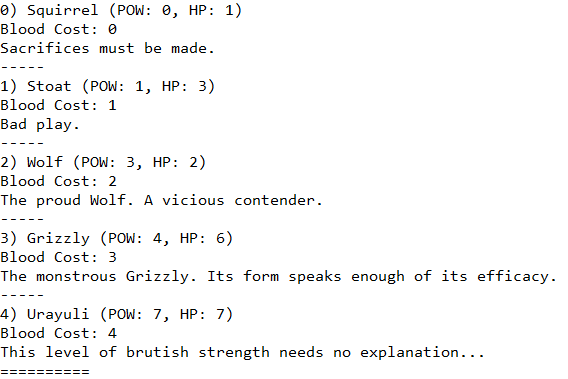 0) Squirrel (POW: 0, HP: 1)
Blood Cost: 0
Sacrifices must be made.
-----
1) Stoat (POW: 1, HP: 3)
Blood Cost: 1
Bad play.
-----
2) Wolf (POW: 3, HP: 2)
Blood Cost: 2
The proud Wolf. A vicious contender.
-----
3) Grizzly (POW: 4, HP: 6)
Blood Cost: 3
The monstrous Grizzly. Its form speaks enough of its efficacy.
-----
4) Urayuli (POW: 7, HP: 7)
Blood Cost: 4
This level of brutish strength needs no explanation...
==========